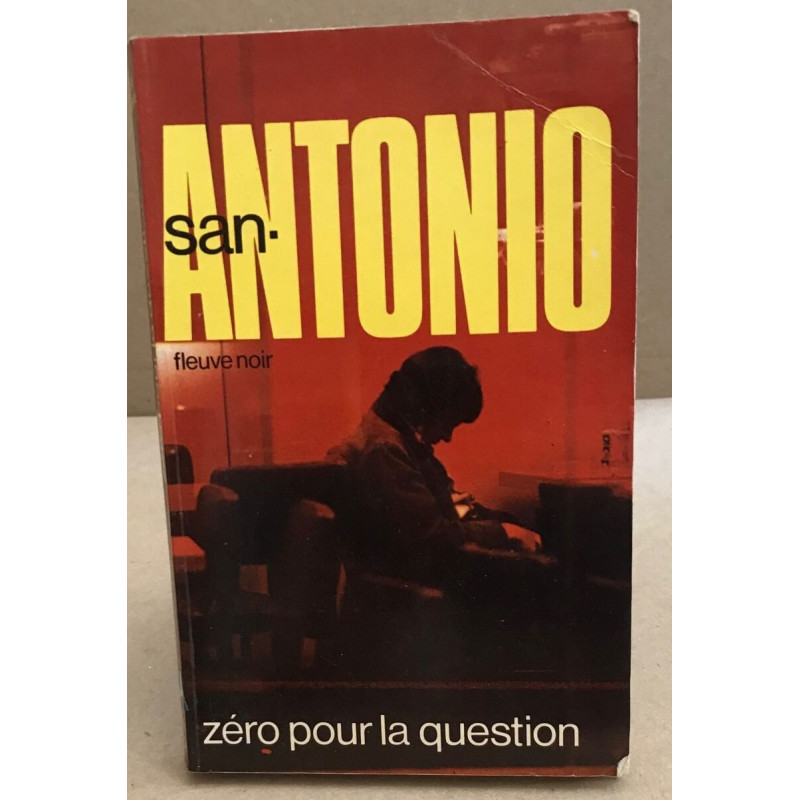 san-
ANTONIO
fleuve noir
zéro pour la question